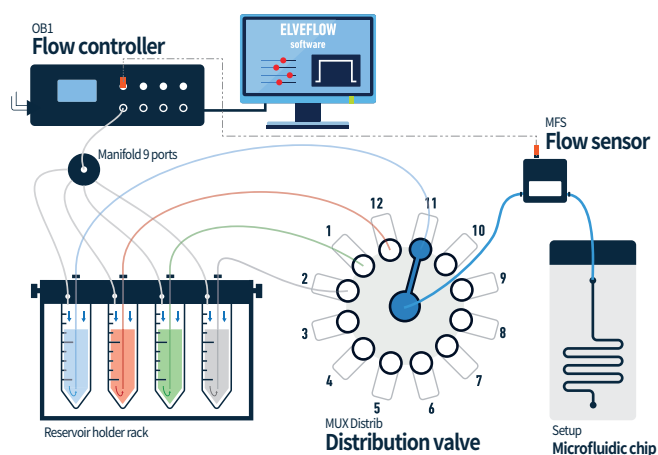 OB1
Flow controller
ELVEFLOW
software
MFS
Flow sensor
Manifold 9 ports
12
11
1
10
2
9
3
8
4
7
5
6
Reservoir holder rack
MUX Distrib
Distribution valve
Setup
Microfluidic chip